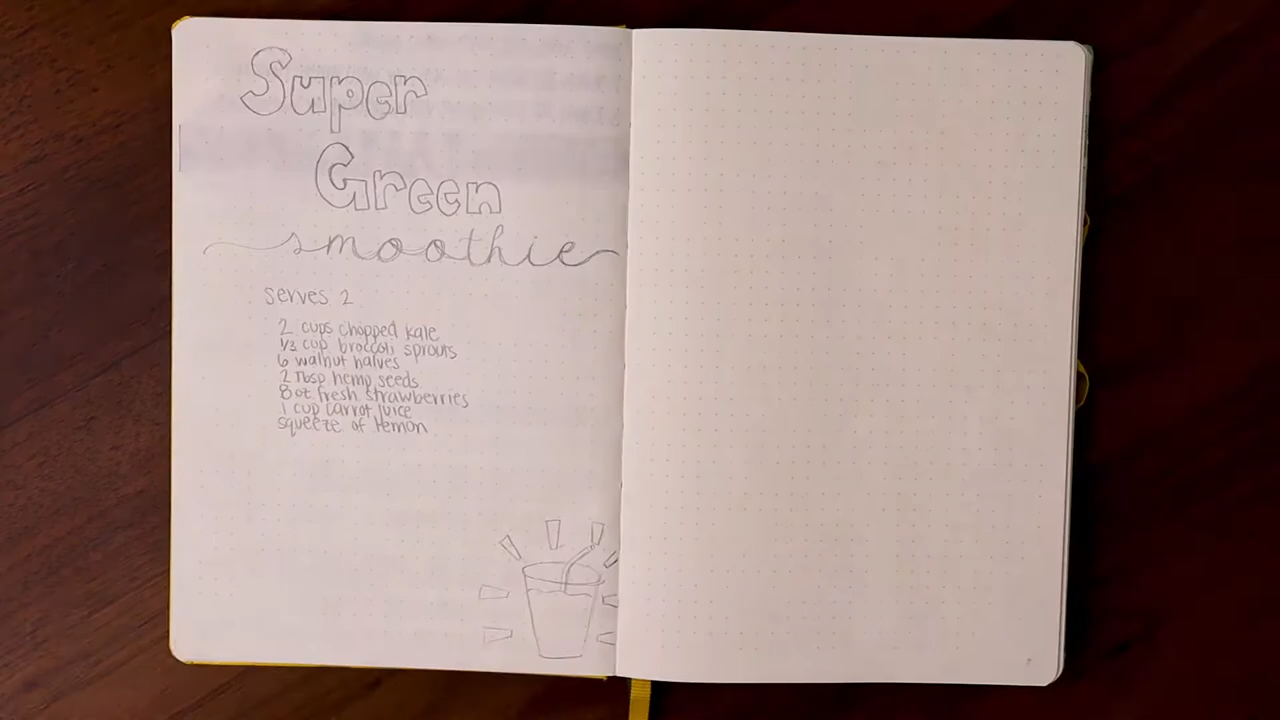 Super
Green
smoothie
serves 2
2 cups chopped kale
1/3 cup broccoli sprouts
6 walnut halves
2 Tbsp hemp seeds
8 oz fresh strawberries
1 cup carrot juice
squeeze of lemon